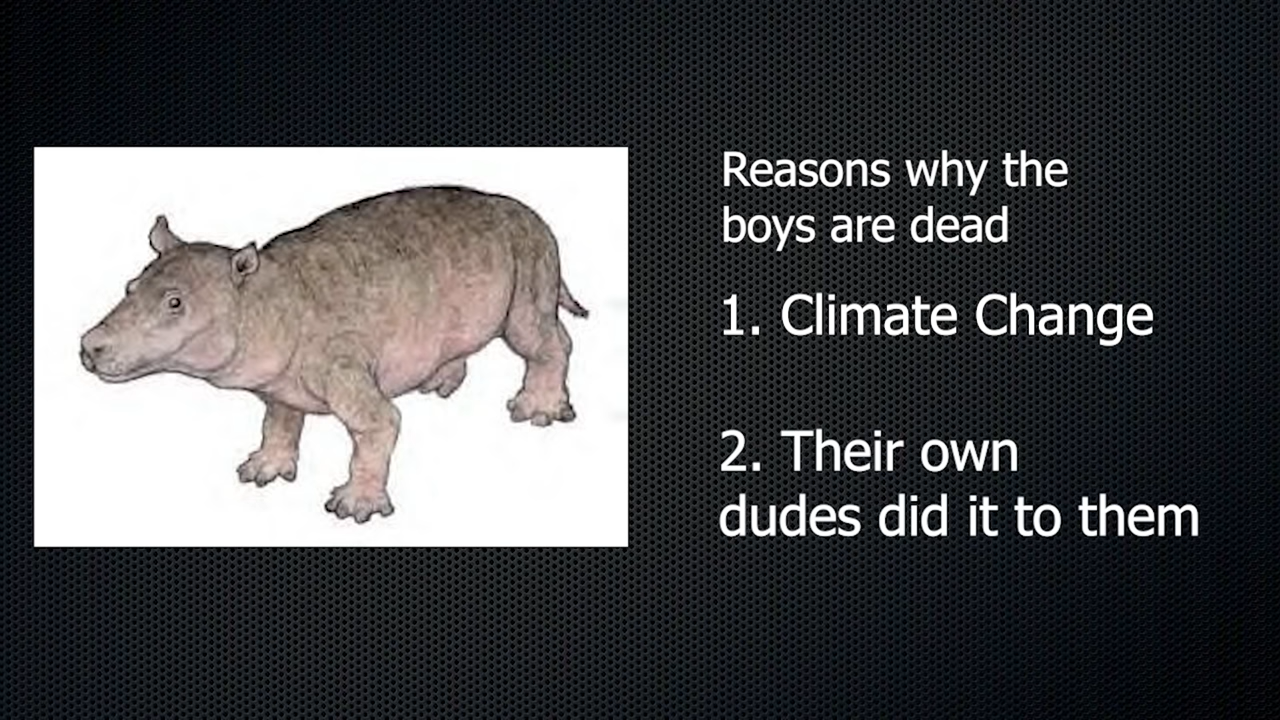 Reasons why the
boys are dead
1. Climate Change
2. Their own
dudes did it to them